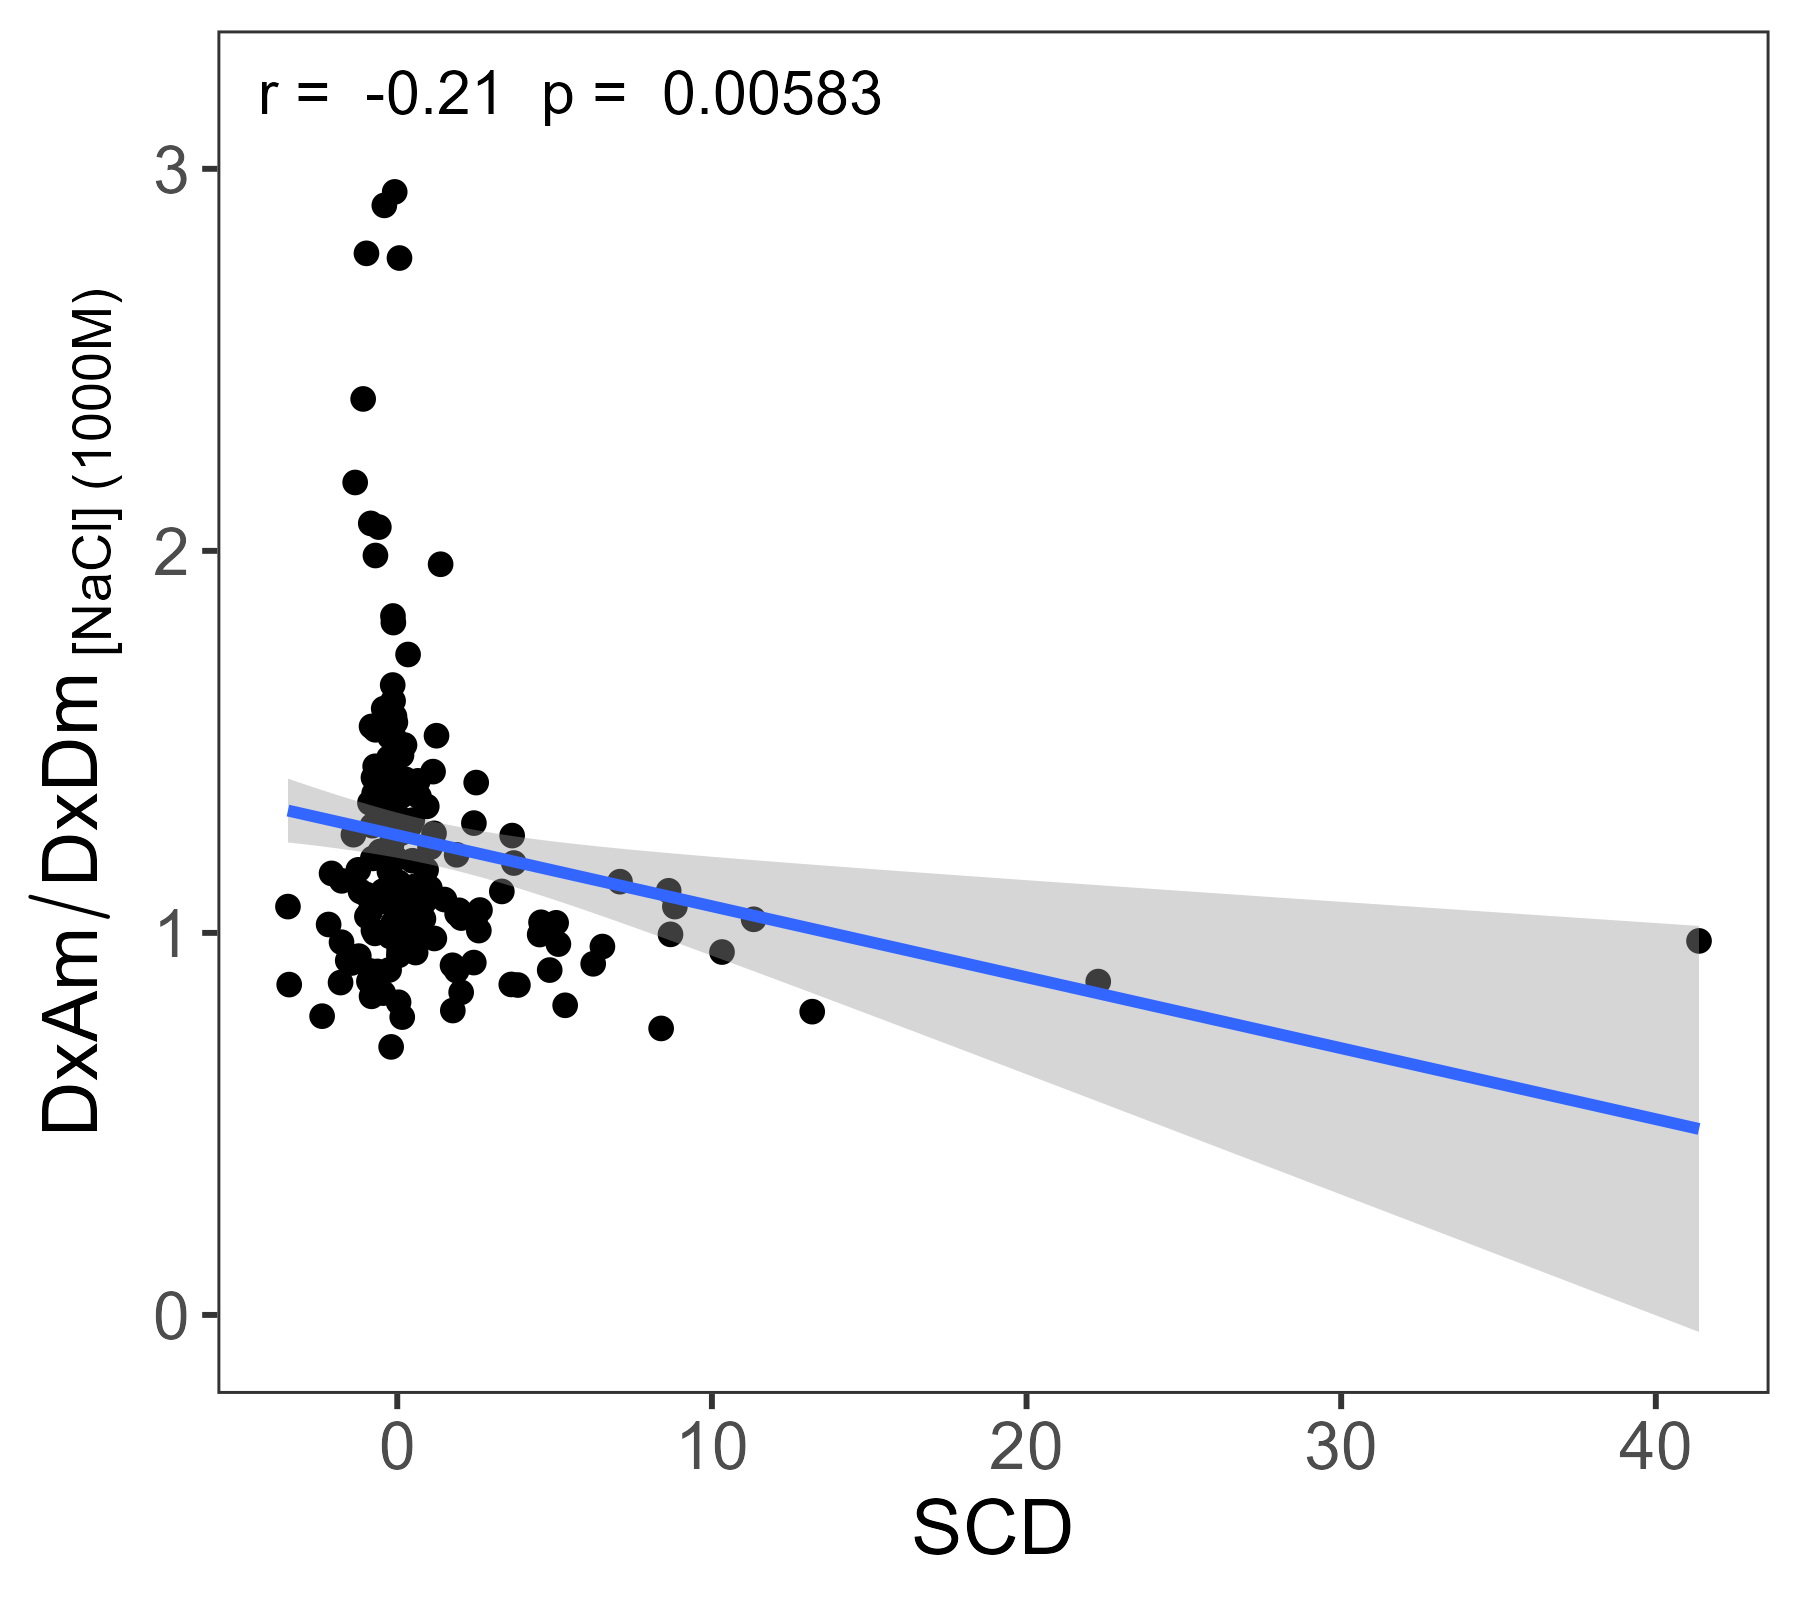 r = -0.21 p = 0.00583
3
2
1
0
DxAm/DxDm [NaCl] (1000M)
0 10 20 30 40
SCD